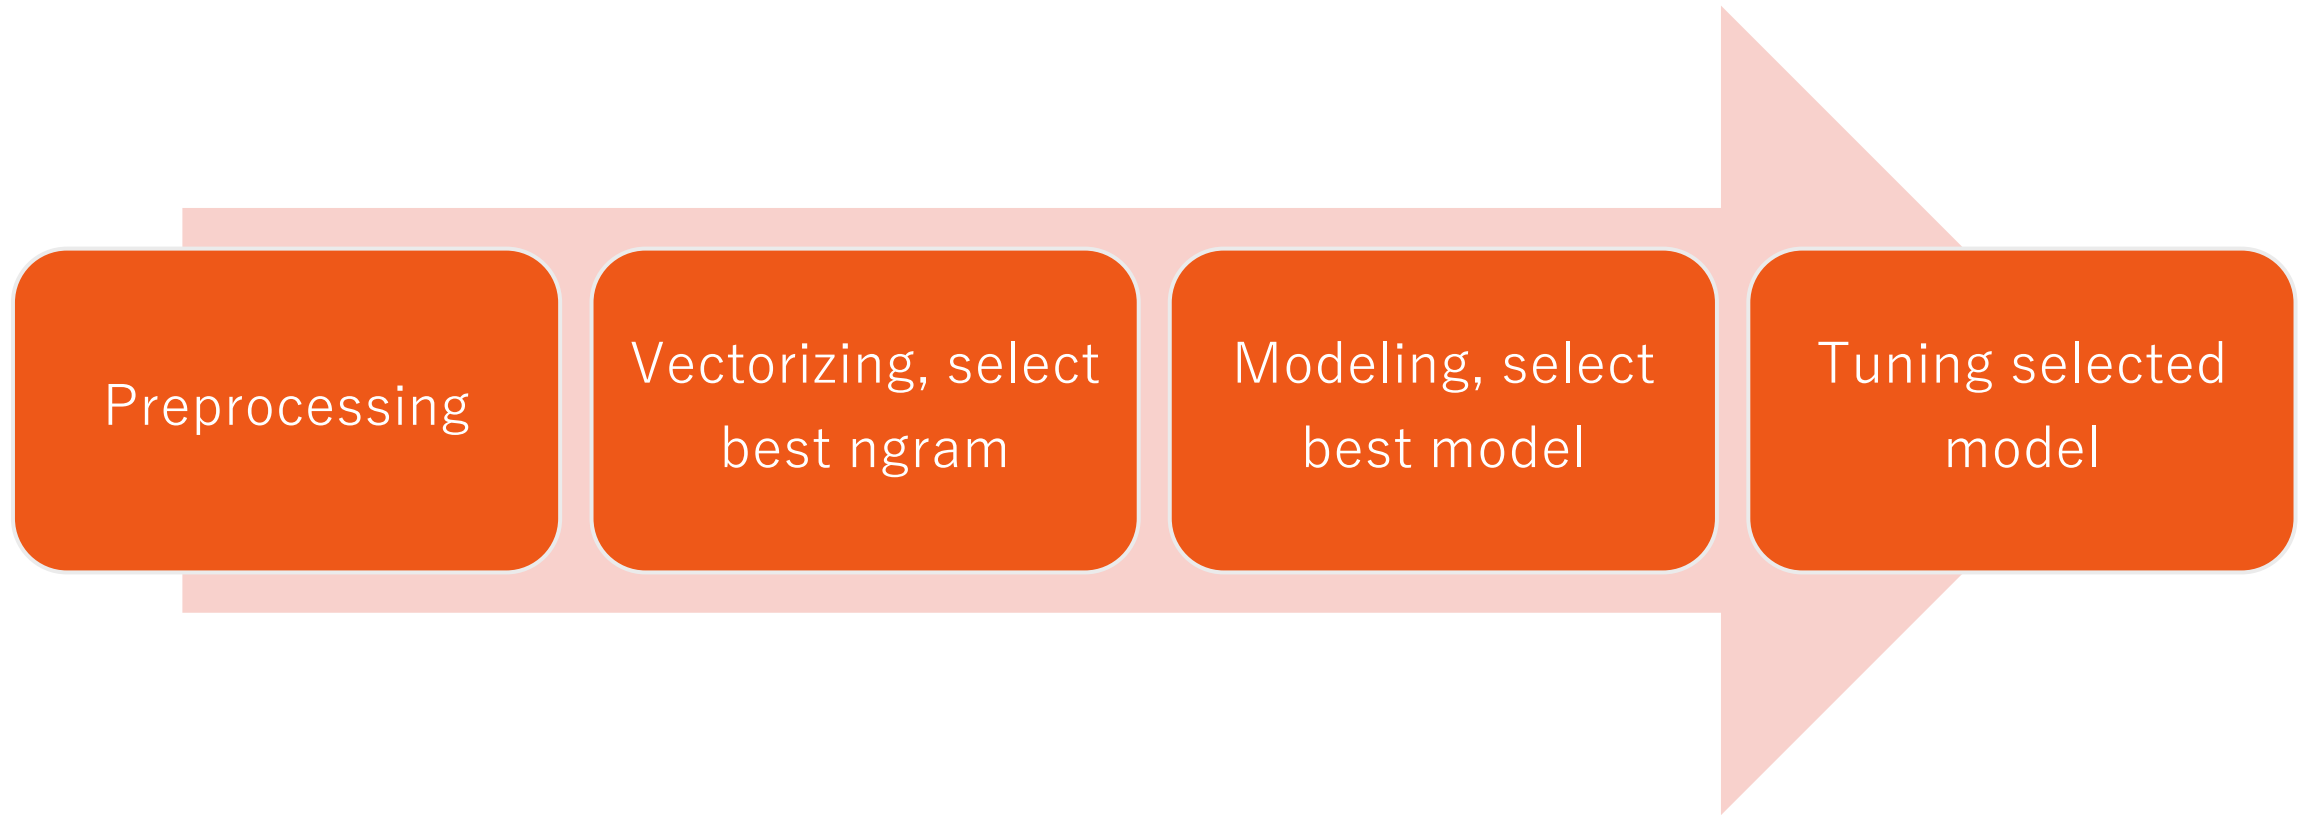 Preprocessing
Vectorizing, select
best ngram
Modeling, select
best model
Tuning selected
model